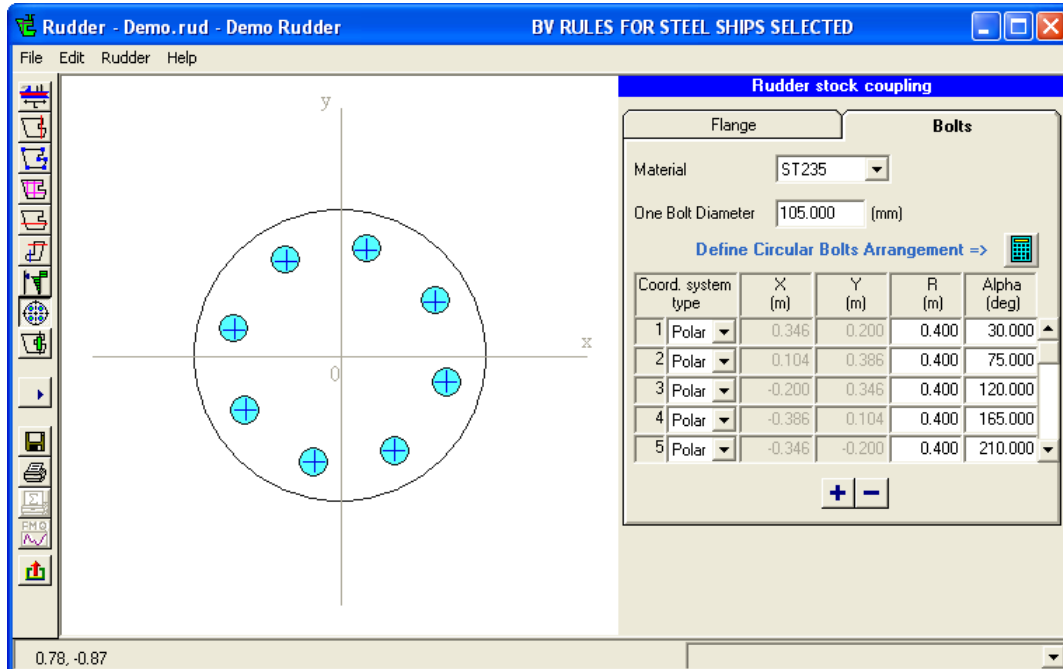 Rudder - Demo.rud - Demo Rudder BV RULES FOR STEEL SHIPS SELECTED
File Edit Rudder Help
Rudder stock coupling
Flange Bolts
Material ST235
One Bolt Diameter 105.000 (mm)
Define Circular Bolts Arrangement =>
Coord. system type X (m) Y (m) R (m) Alpha (deg)
1 Polar 0.346 0.200 0.400 30.000
2 Polar 0.104 0.386 0.400 75.000
3 Polar -0.200 0.346 0.400 120.000
4 Polar -0.386 0.104 0.400 165.000
5 Polar -0.346 -0.200 0.400 210.000
+ −
y
x
0
FMQ
0.78, -0.87